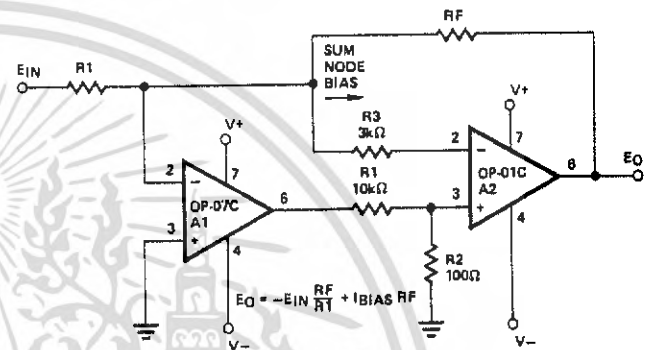 RF
SUM
NODE
BIAS
EIN
R1
V+
V+
R3
3kΩ
2
7
2
7
R1
10kΩ
OP-07C
A1
6
OP-01C
A2
6
EO
3
4
3
4
R2
100Ω
EO = -EIN RF/R1 + IBIAS RF
V-
V-